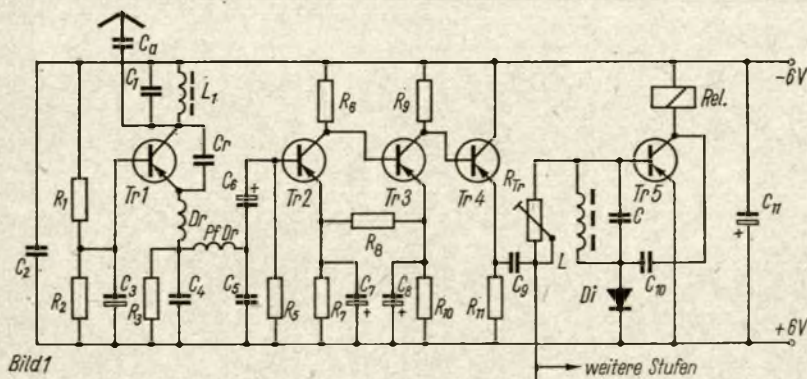 Ca
C1
L1
R6
R9
-6V
Rel.
Cr
R1
Tr1
C6
+
Tr2
Tr3
Tr4
RTr
Tr5
C
C11
+
Dr
R8
Pf Dr
L
C2
R2
C3
+
R3
C4
C5
R5
R7
C7
+
C8
+
R10
R11
C9
Di
C10
+6V
Bild1
weitere Stufen